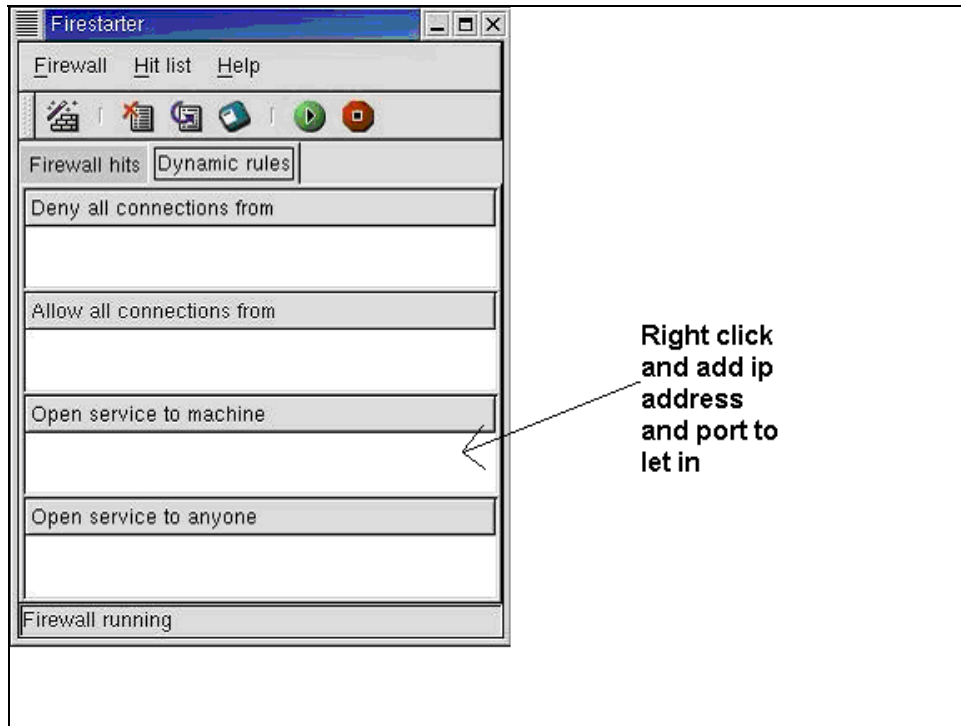 Firestarter
Firewall Hit list Help
Firewall hits Dynamic rules
Deny all connections from
Allow all connections from
Open service to machine
Open service to anyone
Firewall running
Right click
and add ip
address
and port to
let in